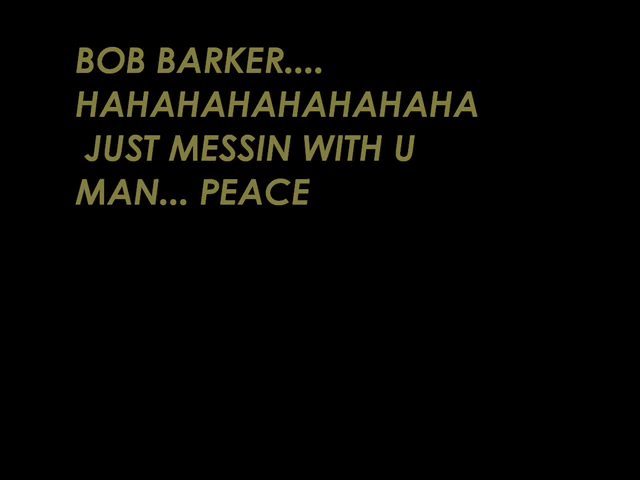 BOB BARKER....
HAHAHAHAHAHAHAHA
JUST MESSIN WITH U
MAN... PEACE